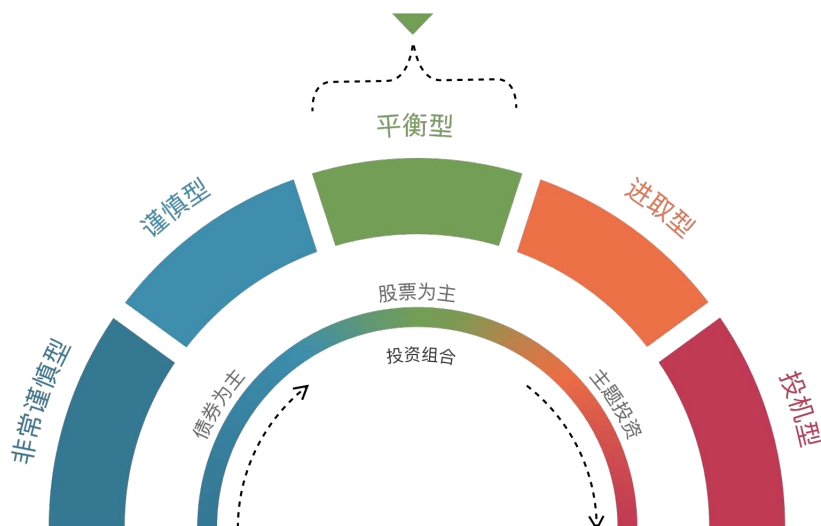 平衡型
谨慎型
进取型
非常谨慎型
投机型
股票为主
投资组合
债券为主
主题投资